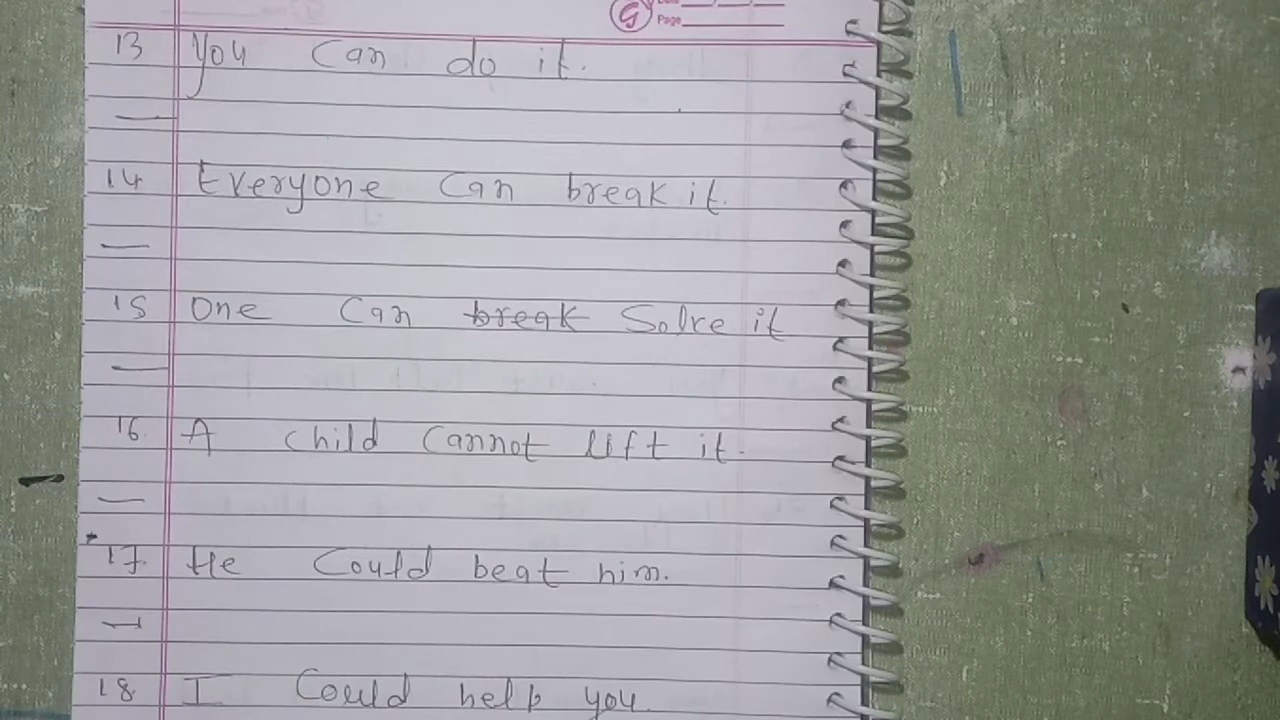 G
Page
13 You can do it.
14 Everyone can break it.
15 One can break Solve it
16. A child cannot lift it.
17. He Could beat him.
18 I Could help you.